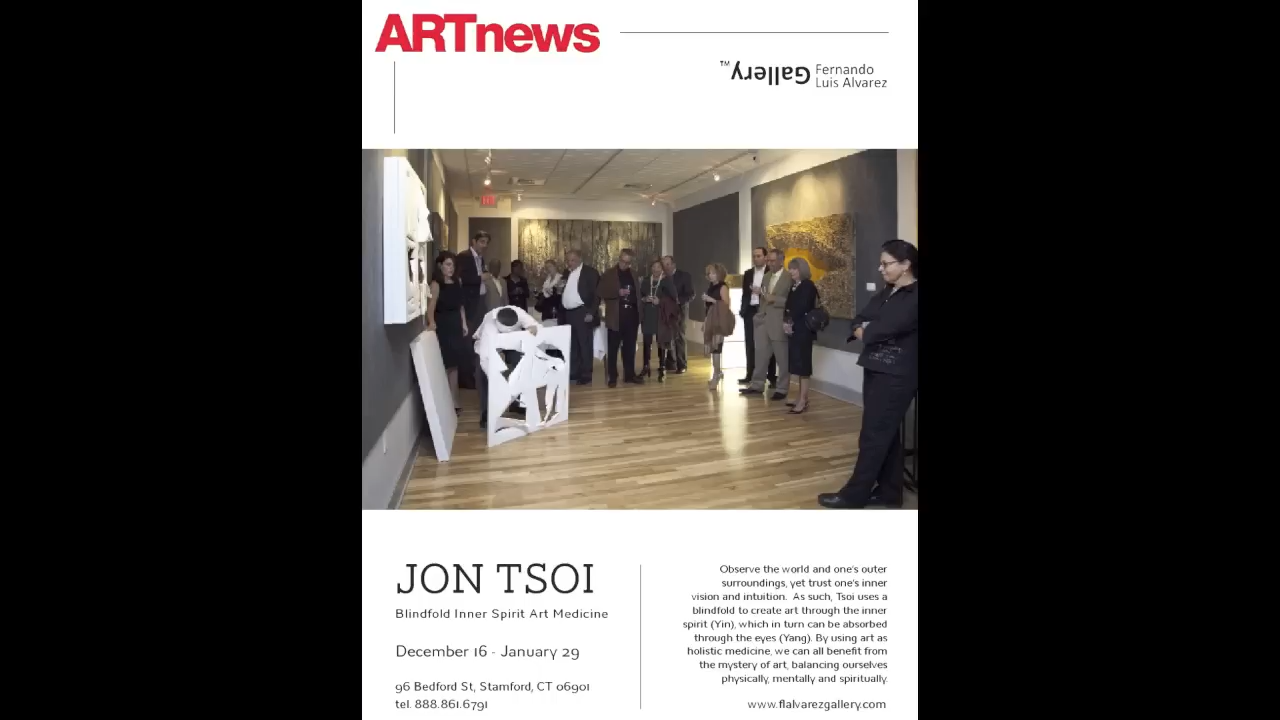 ARTnews
Gallery™ Fernando
Luis Alvarez
JON TSOI
Blindfold Inner Spirit Art Medicine
December 16 - January 29
96 Bedford St, Stamford, CT 06901
tel. 888.861.6791
Observe the world and one's outer
surroundings, yet trust one's inner
vision and intuition. As such, Tsoi uses a
blindfold to create art through the inner
spirit (Yin), which in turn can be absorbed
through the eyes (Yang). By using art as
holistic medicine, we can all benefit from
the mystery of art, balancing ourselves
physically, mentally and spiritually.
www.flalvarezgallery.com